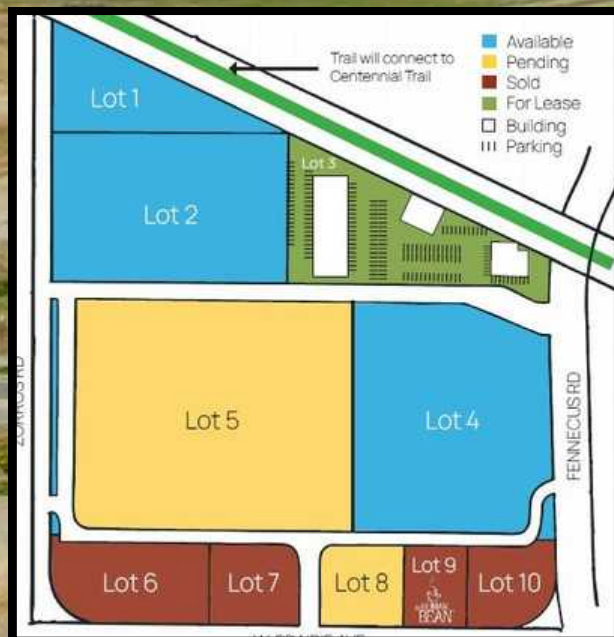 Trail will connect to
Centennial Trail
Available
Pending
Sold
For Lease
Building
Parking
Lot 1
Lot 3
Lot 2
Lot 5
Lot 4
FENNECUS RD
Lot 6
Lot 7
Lot 8
Lot 9
BEAN
Lot 10